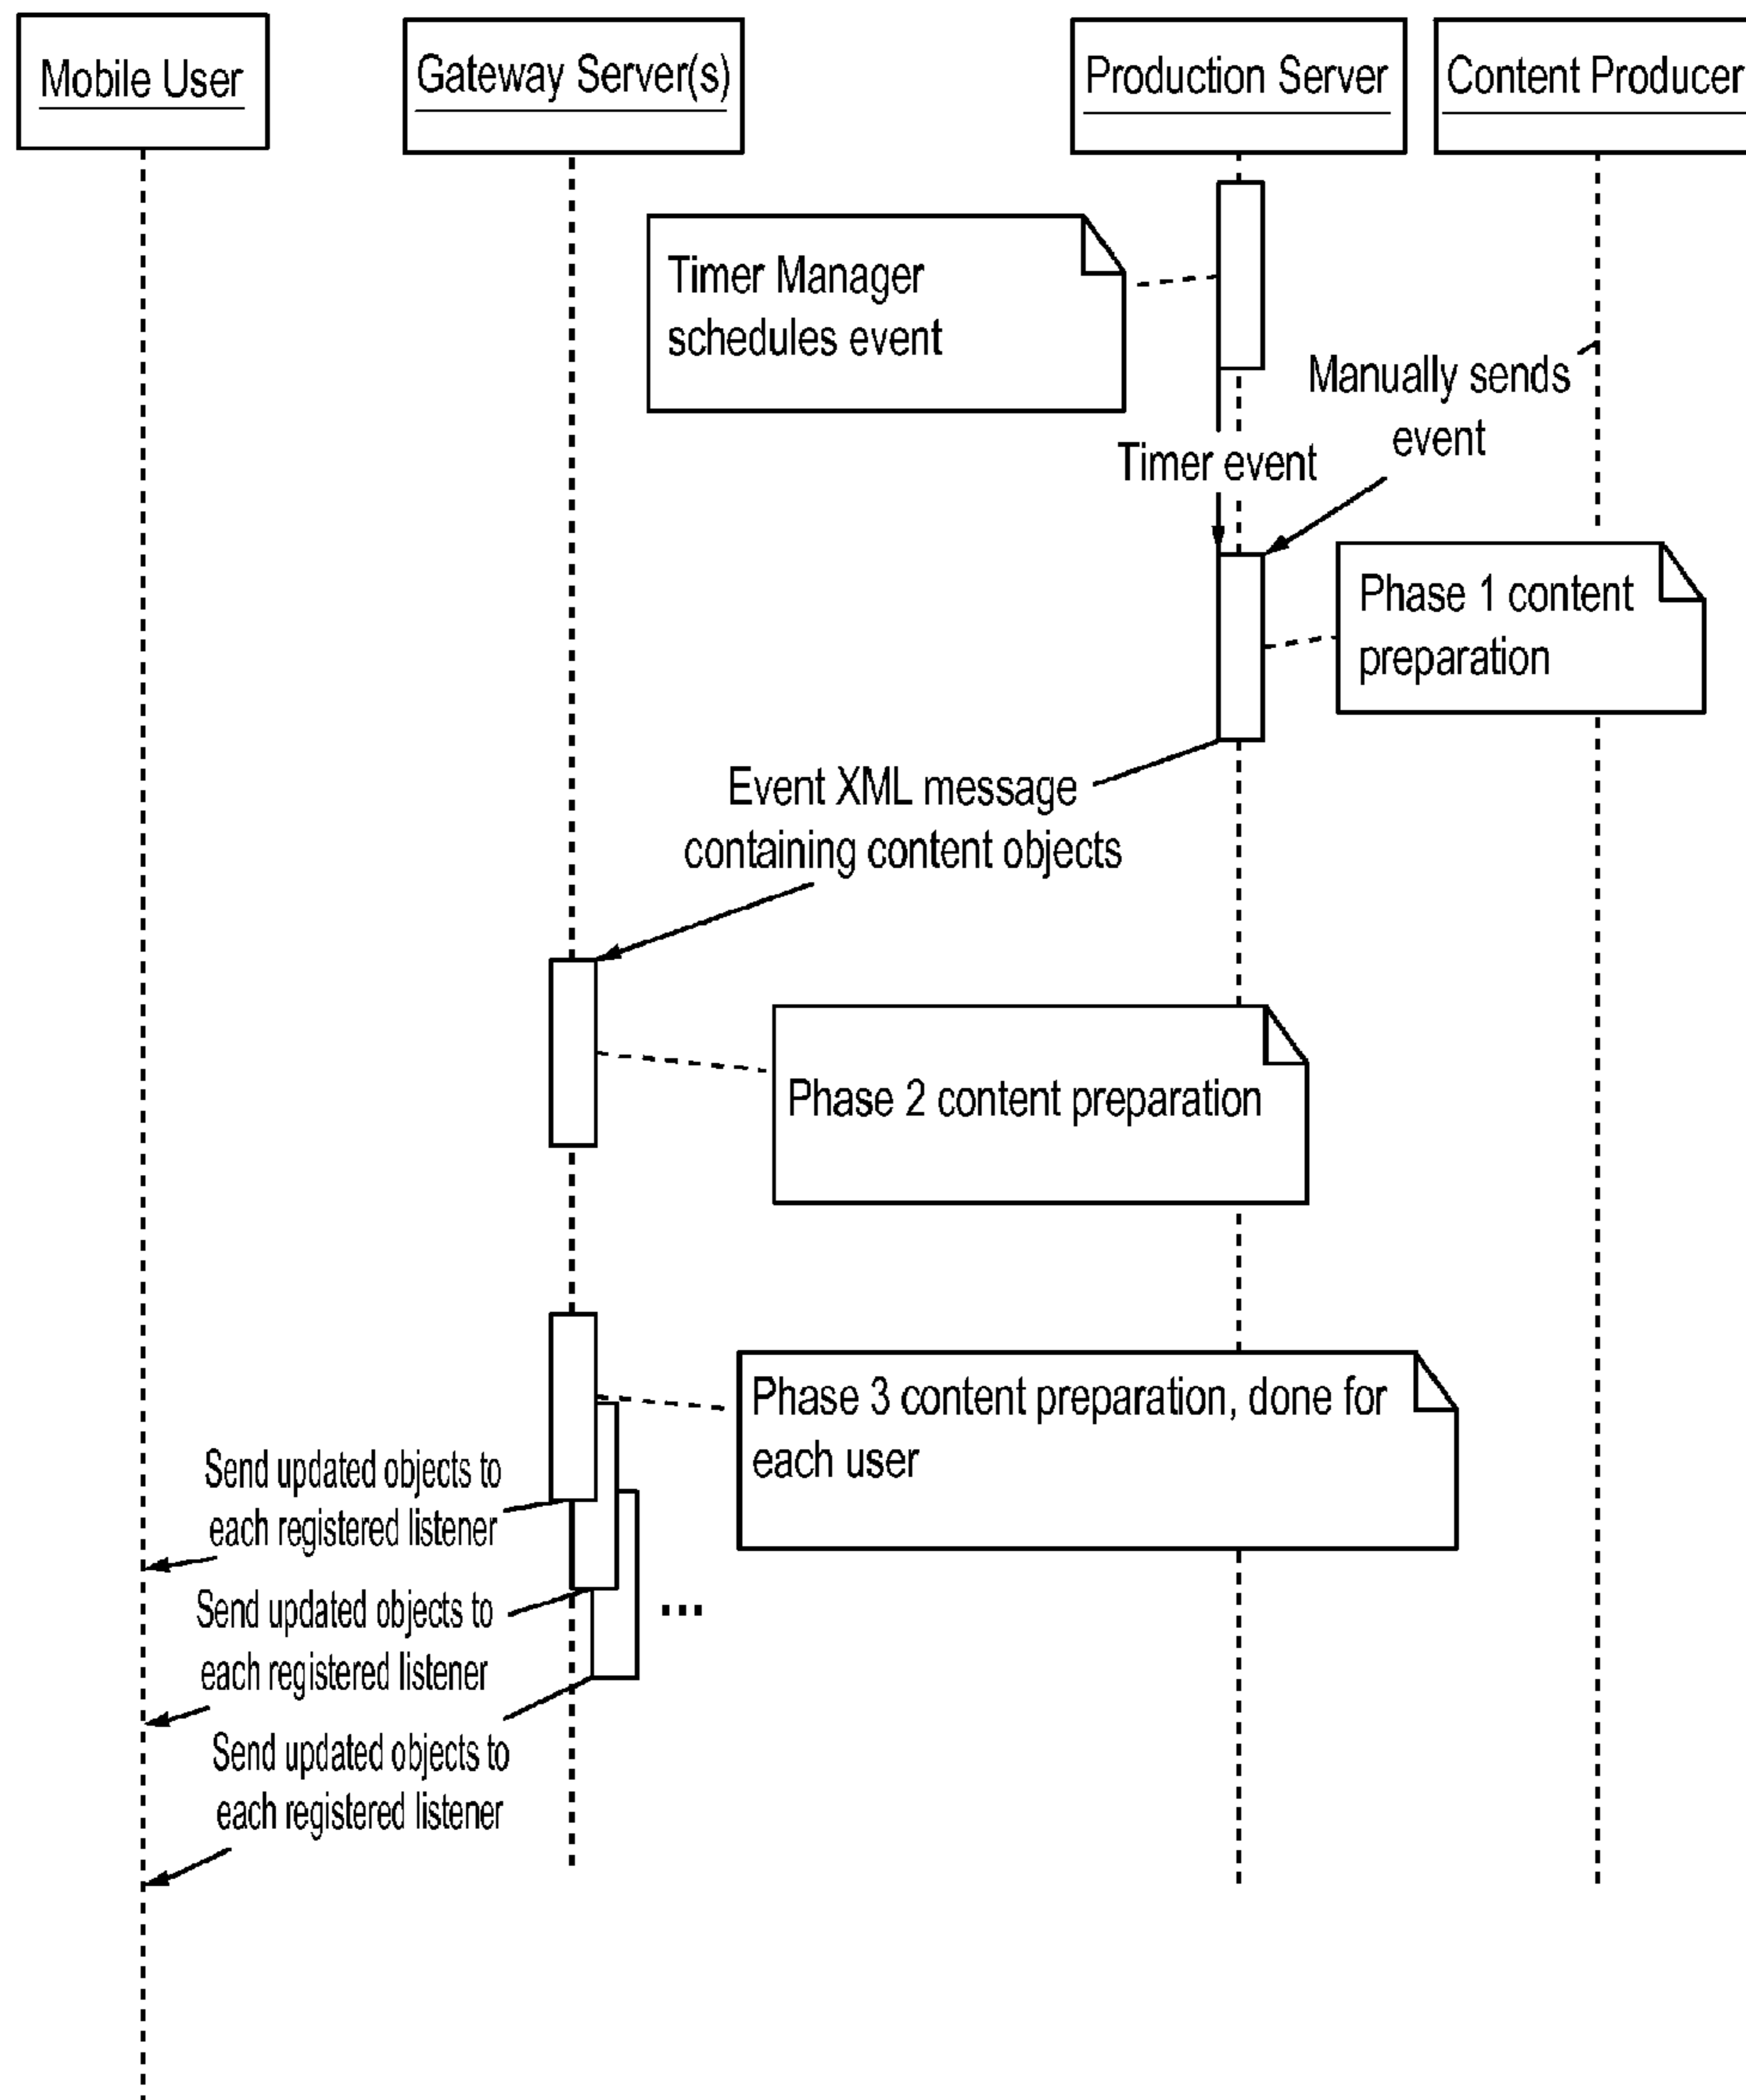 Mobile User
Gateway Server(s)
Production Server
Content Producer
Timer Manager
schedules event
Manually sends
event
Timer event
Phase 1 content
preparation
Event XML message
containing content objects
Phase 2 content preparation
Phase 3 content preparation, done for
each user
Send updated objects to
each registered listener
Send updated objects to
each registered listener
...
Send updated objects to
each registered listener